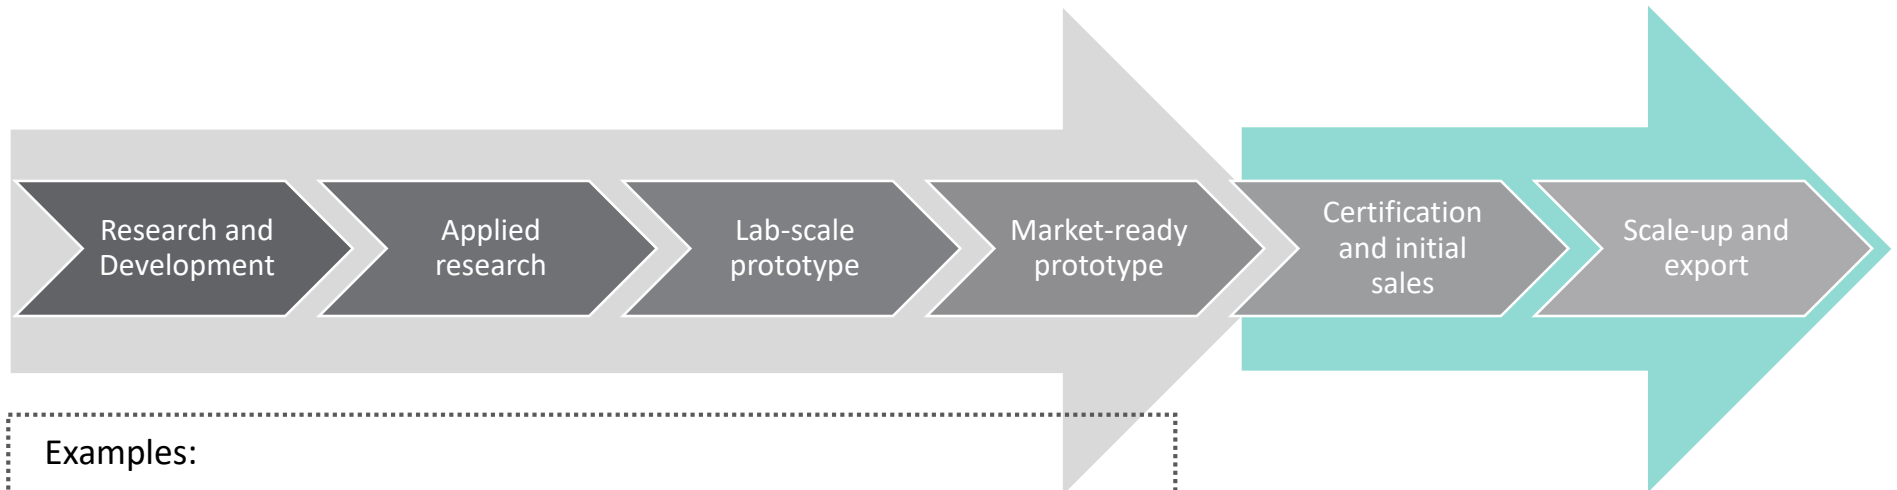 Research and
Development
Applied
research
Lab-scale
prototype
Market-ready
prototype
Certification
and initial
sales
Scale-up and
export
Examples: